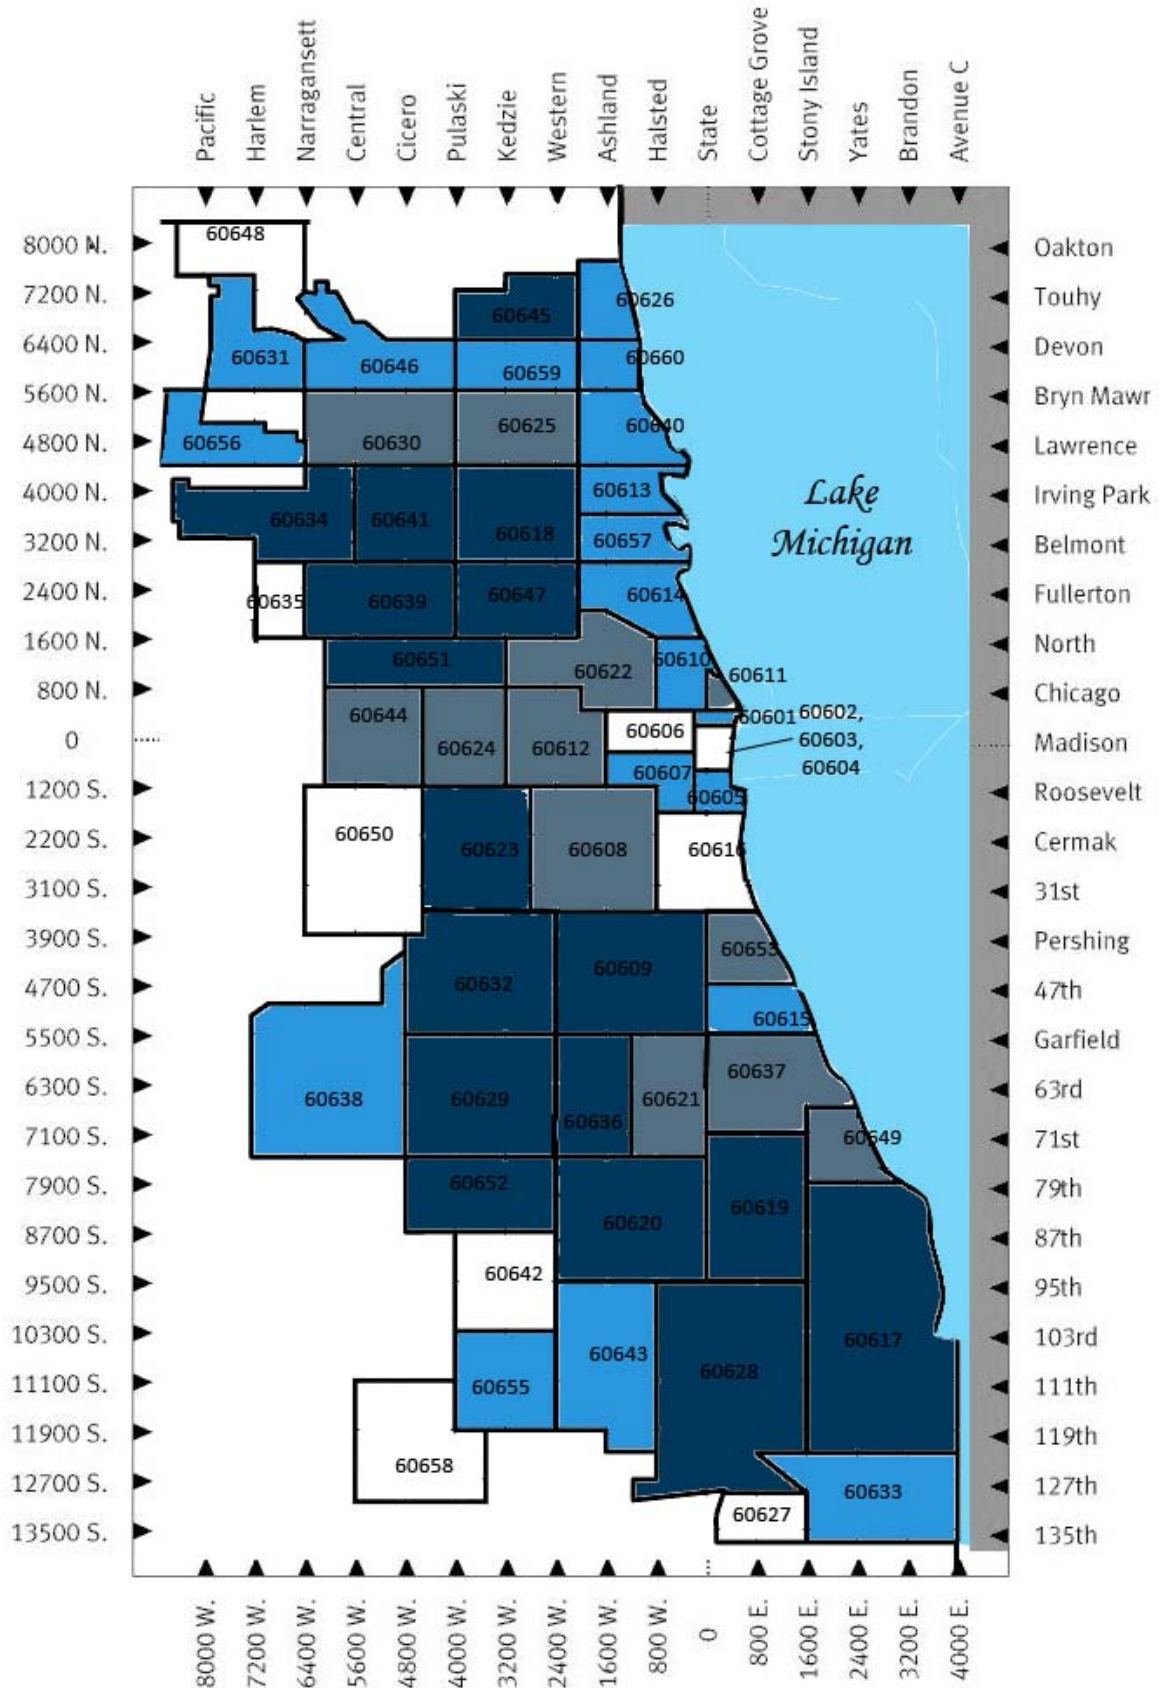 Pacific
Harlem
Narragansett
Central
Cicero
Pulaski
Kedzie
Western
Ashland
Halsted
State
Cottage Grove
Stony Island
Yates
Brandon
Avenue C
8000 N.
7200 N.
6400 N.
5600 N.
4800 N.
4000 N.
3200 N.
2400 N.
1600 N.
800 N.
0
1200 S.
2200 S.
3100 S.
3900 S.
4700 S.
5500 S.
6300 S.
7100 S.
7900 S.
8700 S.
9500 S.
10300 S.
11100 S.
11900 S.
12700 S.
13500 S.
60648
60645
60626
60631
60646
60659
60660
60656
60630
60625
60640
60634
60641
60618
60613
60657
60635
60639
60647
60614
60651
60622
60610
60611
60644
60624
60612
60606
60601
60602,
60603,
60604
60607
60605
60650
60623
60608
60616
60632
60609
60653
60615
60638
60629
60636
60621
60637
60649
60652
60620
60619
60642
60617
60655
60643
60628
60658
60633
60627
Lake
Michigan
Oakton
Touhy
Devon
Bryn Mawr
Lawrence
Irving Park
Belmont
Fullerton
North
Chicago
Madison
Roosevelt
Cermak
31st
Pershing
47th
Garfield
63rd
71st
79th
87th
95th
103rd
111th
119th
127th
135th
8000 W.
7200 W.
6400 W.
5600 W.
4800 W.
4000 W.
3200 W.
2400 W.
1600 W.
800 W.
0
800 E.
1600 E.
2400 E.
3200 E.
4000 E.